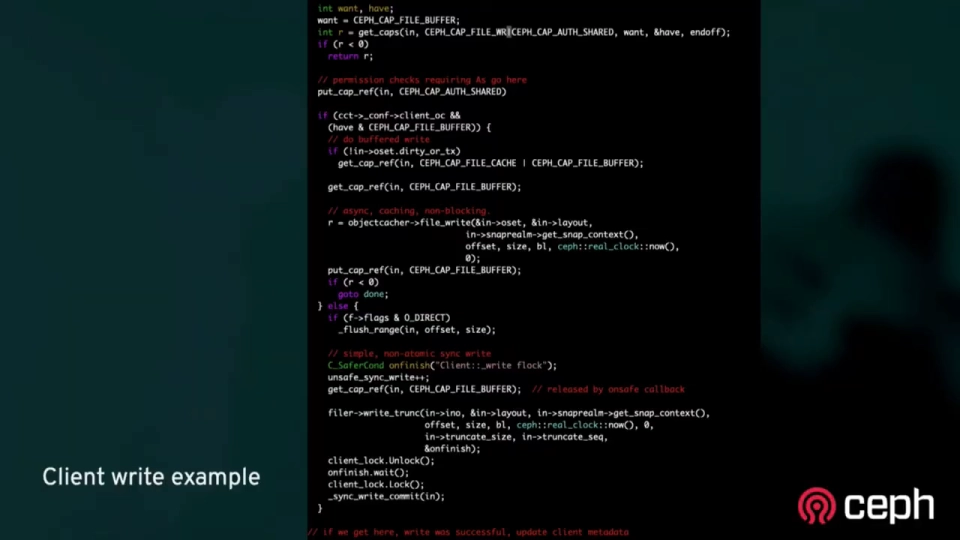 int want, have;
want = CEPH_CAP_FILE_BUFFER;
int r = get_caps(in, CEPH_CAP_FILE_WR|CEPH_CAP_AUTH_SHARED, want, &have, endoff);
if (r < 0)
return r;
// permission checks requiring As go here
put_cap_ref(in, CEPH_CAP_AUTH_SHARED)
if (cct->_conf->client_oc &&
(have & CEPH_CAP_FILE_BUFFER)) {
// do buffered write
if (!in->oset.dirty_or_tx)
get_cap_ref(in, CEPH_CAP_FILE_CACHE | CEPH_CAP_FILE_BUFFER);
get_cap_ref(in, CEPH_CAP_FILE_BUFFER);
// async, caching, non-blocking.
r = objectcacher->file_write(&in->oset, &in->layout,
in->snaprealm->get_snap_context(),
offset, size, bl, ceph::real_clock::now(),
0);
put_cap_ref(in, CEPH_CAP_FILE_BUFFER);
if (r < 0)
goto done;
} else {
if (f->flags & O_DIRECT)
_flush_range(in, offset, size);
// simple, non-atomic sync write
C_SaferCond onfinish("Client::_write flock");
unsafe_sync_write++;
get_cap_ref(in, CEPH_CAP_FILE_BUFFER); // released by onsafe callback
filer->write_trunc(in->ino, &in->layout, in->snaprealm->get_snap_context(),
offset, size, bl, ceph::real_clock::now(), 0,
in->truncate_size, in->truncate_seq,
&onfinish);
client_lock.Unlock();
onfinish.wait();
client_lock.Lock();
_sync_write_commit(in);
}
// if we get here, write was successful, update client metadata
Client write example
ceph